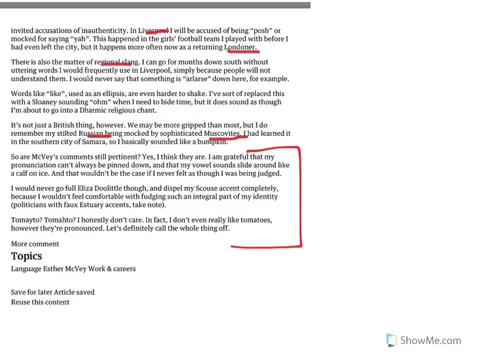 invited accusations of inauthenticity. In Liverpool I will be accused of being “posh” or
mocked for saying “yah”. This happened in the girls’ football team I played with before I
had even left the city, but it happens more often now as a returning Londoner.
There is also the matter of regional slang. I can go for months down south without
uttering words I would frequently use in Liverpool, simply because people will not
understand them. I would never say that something is “arlarse” down here, for example.
Words like “like”, used as an ellipsis, are even harder to shake. I’ve sort of replaced this
with a Sloaney sounding “ohm” when I need to bide time, but it does sound as though
I’m about to go into a Dharmic religious chant.
It’s not just a British thing, however. We may be more gripped than most, but I do
remember my stilted Russian being mocked by sophisticated Muscovites. I had learned it
in the southern city of Samara, so I basically sounded like a bumpkin.
So are McVey’s comments still pertinent? Yes, I think they are. I am grateful that my
pronunciation can’t always be pinned down, and that my vowel sounds slide around like
a calf on ice. And that wouldn’t be the case if I never felt as though I was being judged.
I would never go full Eliza Doolittle though, and dispel my Scouse accent completely,
because I wouldn’t feel comfortable with fudging such an integral part of my identity
(politicians with faux Estuary accents, take note).
Tomayto? Tomahto? I honestly don’t care. In fact, I don’t even really like tomatoes,
however they’re pronounced. Let’s definitely call the whole thing off.
More comment
Topics
Language Esther McVey Work & careers
Save for later Article saved
Reuse this content
ShowMe.com